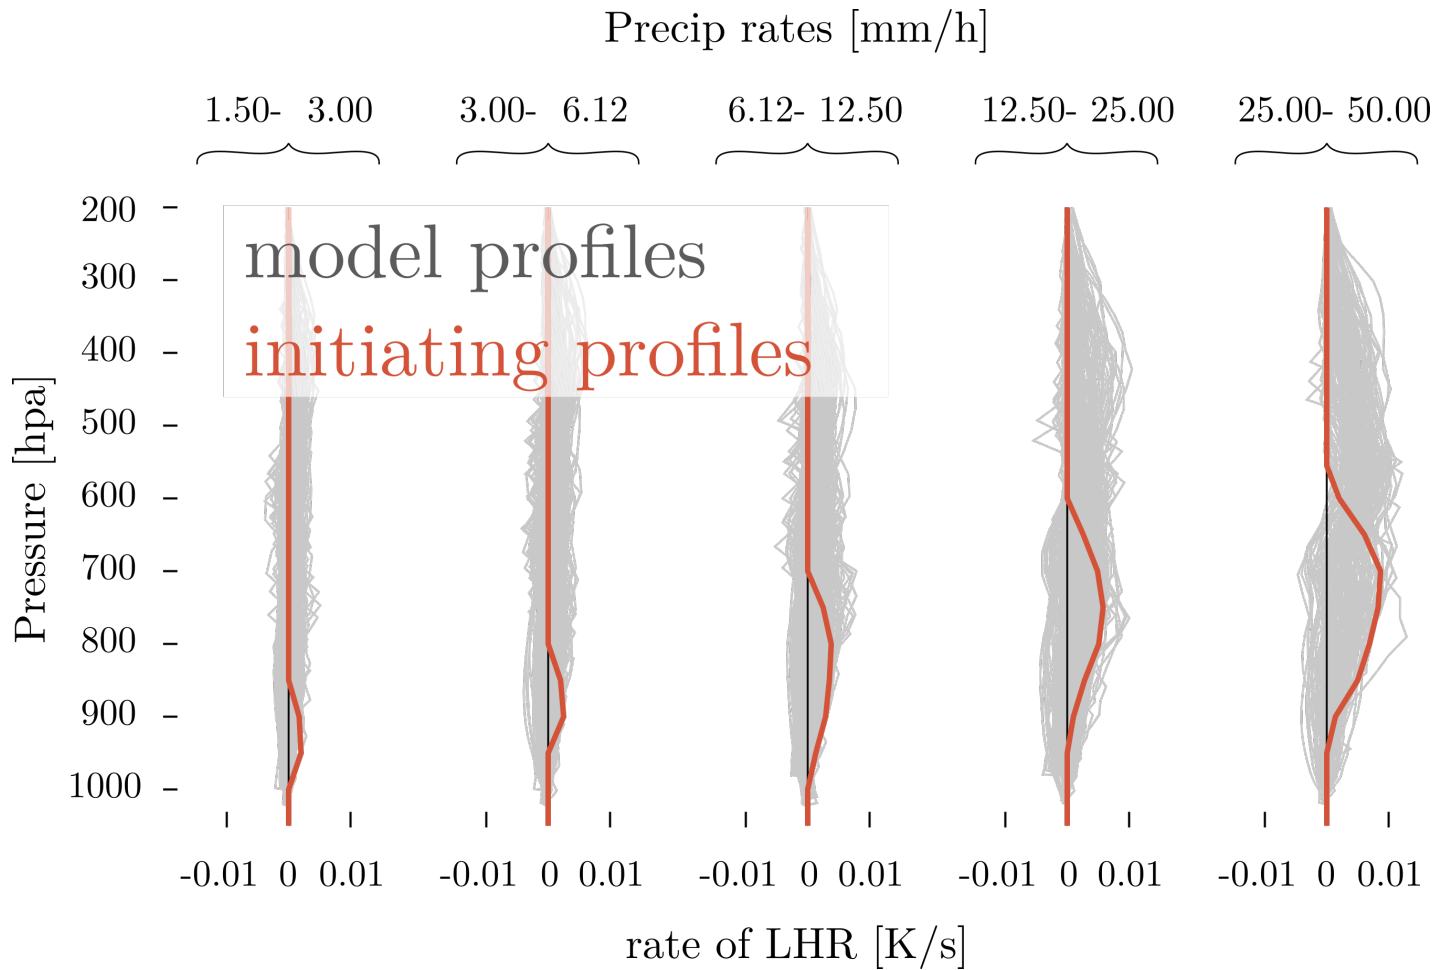 Precip rates [mm/h]
1.50- 3.00
3.00- 6.12
6.12- 12.50
12.50- 25.00
25.00- 50.00
200
300
400
500
600
700
800
900
1000
Pressure [hpa]
model profiles
initiating profiles
-0.01 0 0.01
-0.01 0 0.01
-0.01 0 0.01
-0.01 0 0.01
-0.01 0 0.01
rate of LHR [K/s]